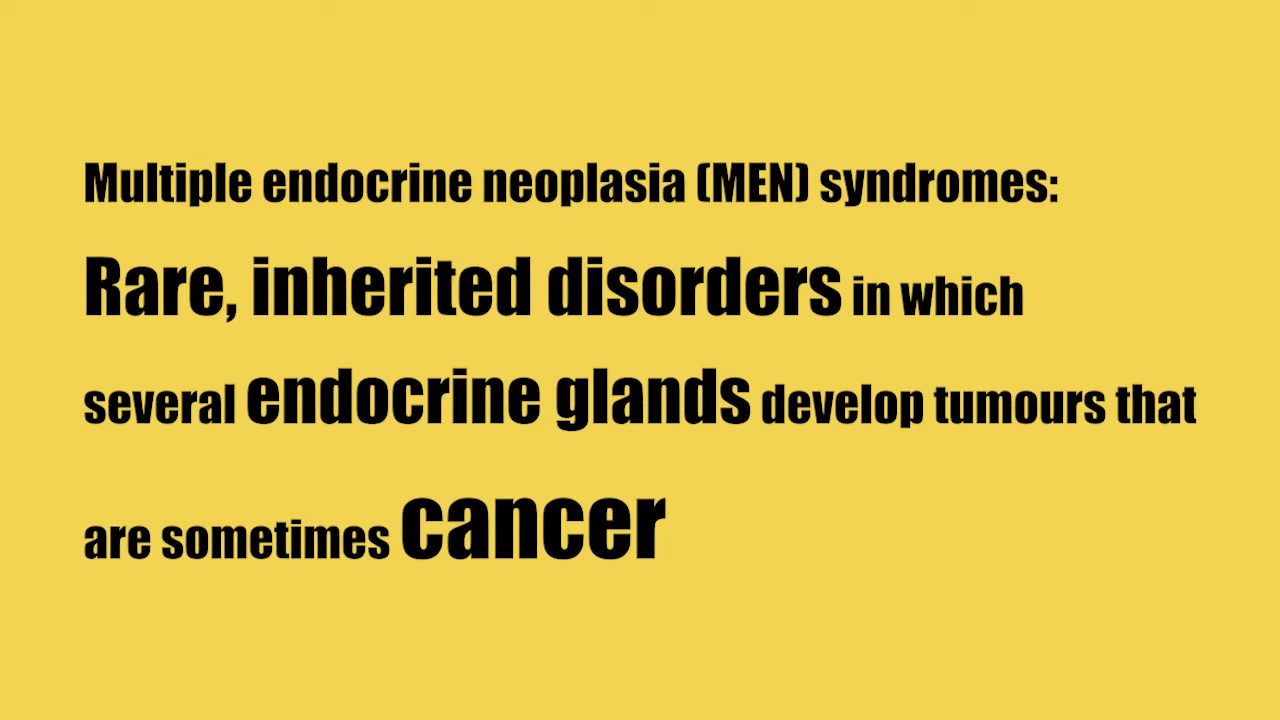 Multiple endocrine neoplasia (MEN) syndromes:
Rare, inherited disorders in which
several endocrine glands develop tumours that
are sometimes cancer